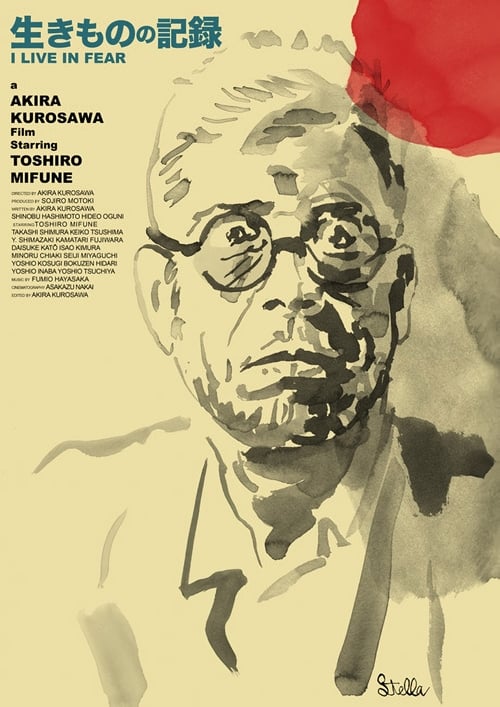 生きものの記録
I LIVE IN FEAR
a
AKIRA
KUROSAWA
Film
Starring
TOSHIRO
MIFUNE
DIRECTED BY AKIRA KUROSAWA
PRODUCED BY SOJIRO MOTOKI
WRITTEN BY AKIRA KUROSAWA
SHINOBU HASHIMOTO HIDEO OGUNI
STARRING TOSHIRO MIFUNE
TAKASHI SHIMURA KEIKO TSUSHIMA
Y. SHIMAZAKI KAMATARI FUJIWARA
DAISUKE KATÔ ISAO KIMURA
MINORU CHIAKI SEIJI MIYAGUCHI
YOSHIO KOSUGI BOKUZEN HIDARI
YOSHIO INABA YOSHIO TSUCHIYA
MUSIC BY FUMIO HAYASAKA
CINEMATOGRAPHY ASAKAZU NAKAI
EDITED BY AKIRA KUROSAWA
Stella